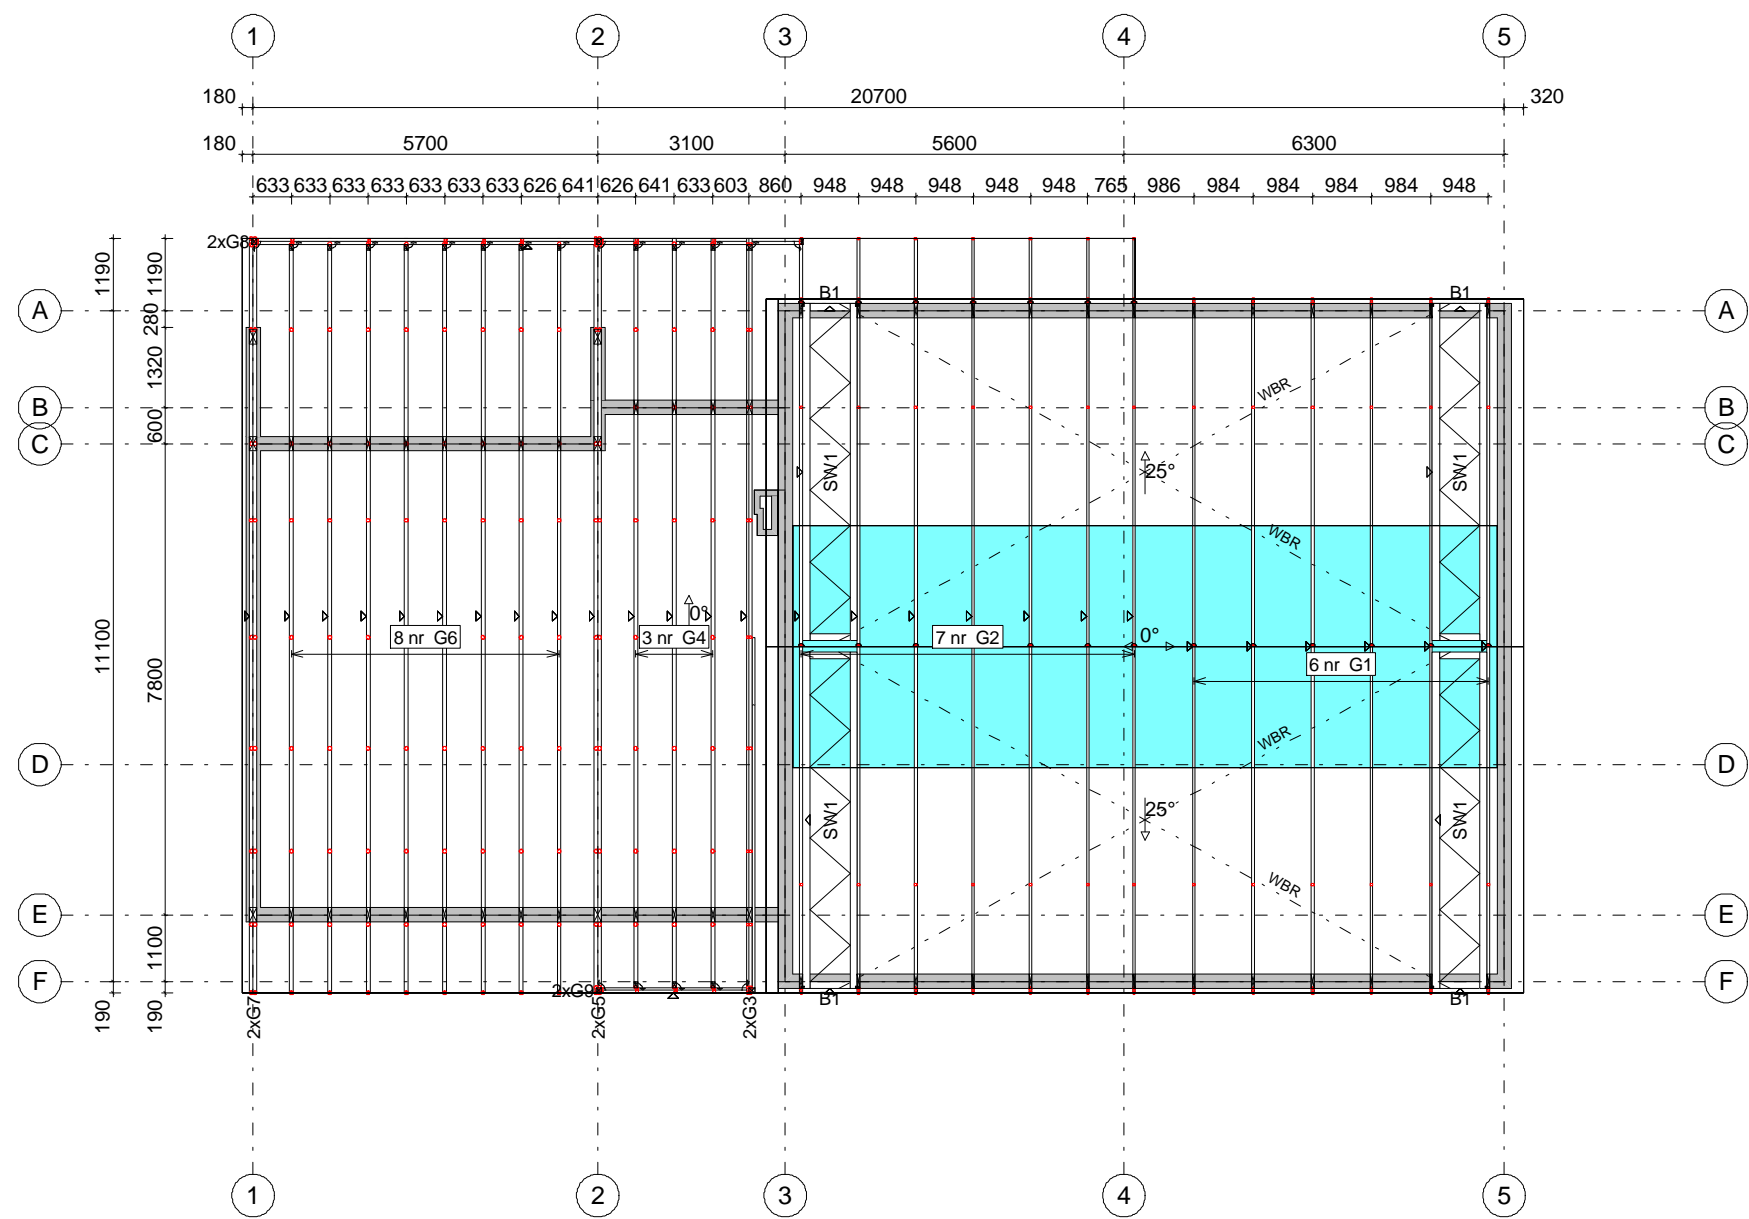 1 2 3 4 5
180 20700 320
180 5700 3100 5600 6300
633 633 633 633 633 633 633 626 641 626 641 633 603 860 948 948 948 948 948 765 986 984 984 984 984 948
2xG8
1190 1190
B1 B1
A 280 A
1320
WBR
B B
600
C C
SW1 25° SW1
WBR
0° 0°
11100 8 nr G6 3 nr G4 7 nr G2
7800 6 nr G1
WBR
D D
SW1 25° SW1
WBR
E E
1100
F F
2xG9 B1 B1
190 190 2xG7 2xG5 2xG3
1 2 3 4 5